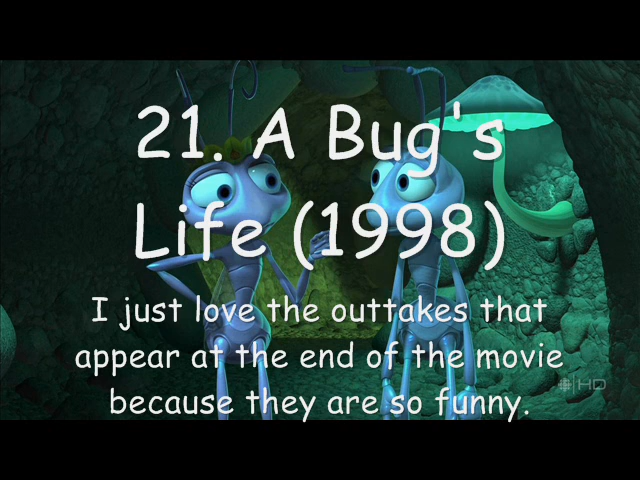 21. A Bug's
Life (1998)
I just love the outtakes that
appear at the end of the movie
because they are so funny.
HD